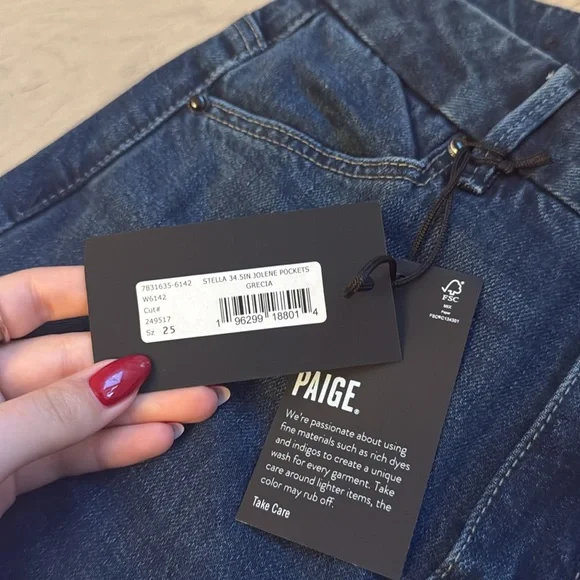 7831635-6142 STELLA 34.5IN JOLENE POCKETS
W6142 GRECIA
Cut#
249517
Sz 25
1 96299 18801 4
FSC
MIX
Paper
PAIGE®
We're passionate about using
fine materials such as rich dyes
and indigos to create a unique
wash for every garment. Take
care around lighter items, the
color may rub off.
Take Care